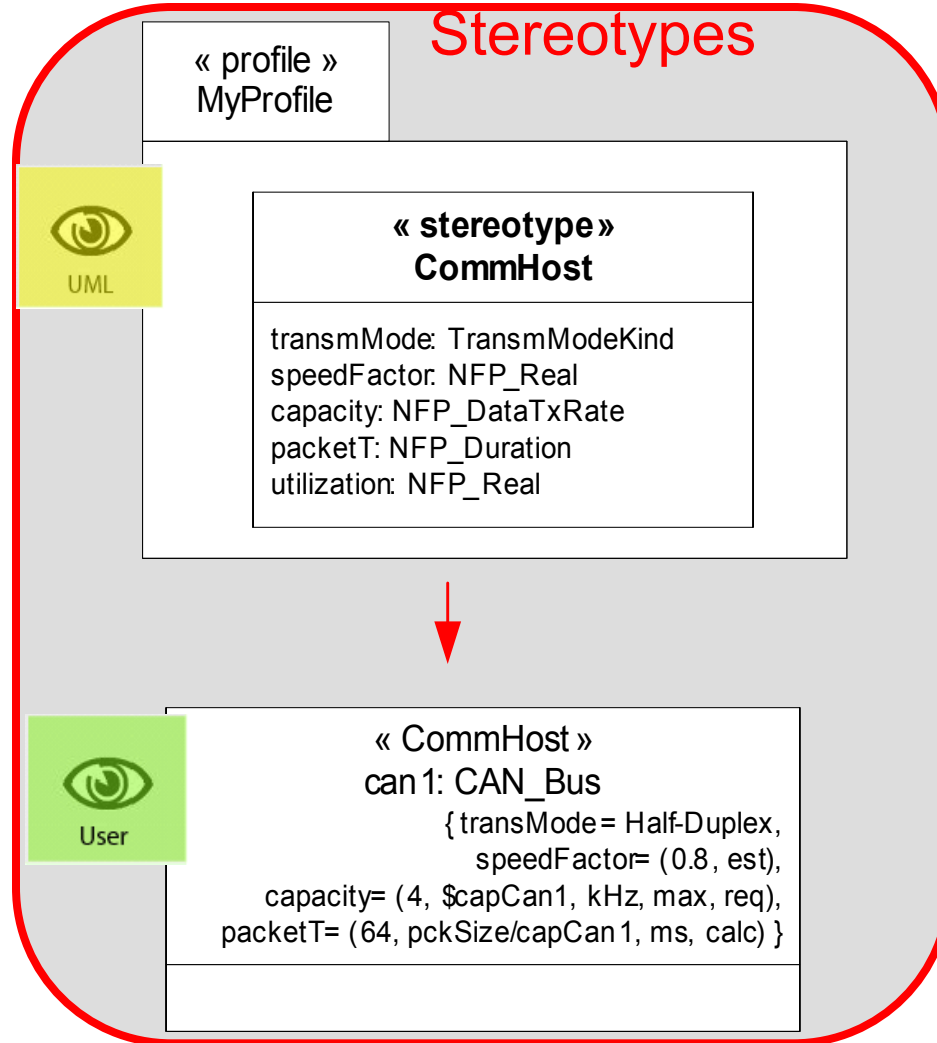 Stereotypes
« profile »
MyProfile
UML
« stereotype»
CommHost
transmMode: TransmModeKind
speedFactor: NFP_Real
capacity: NFP_DataTxRate
packetT: NFP_Duration
utilization: NFP_Real
User
« CommHost »
can1: CAN_Bus
{ transMode= Half-Duplex,
speedFactor= (0.8, est),
capacity= (4, $capCan1, kHz, max, req),
packetT= (64, pckSize/capCan1, ms, calc) }